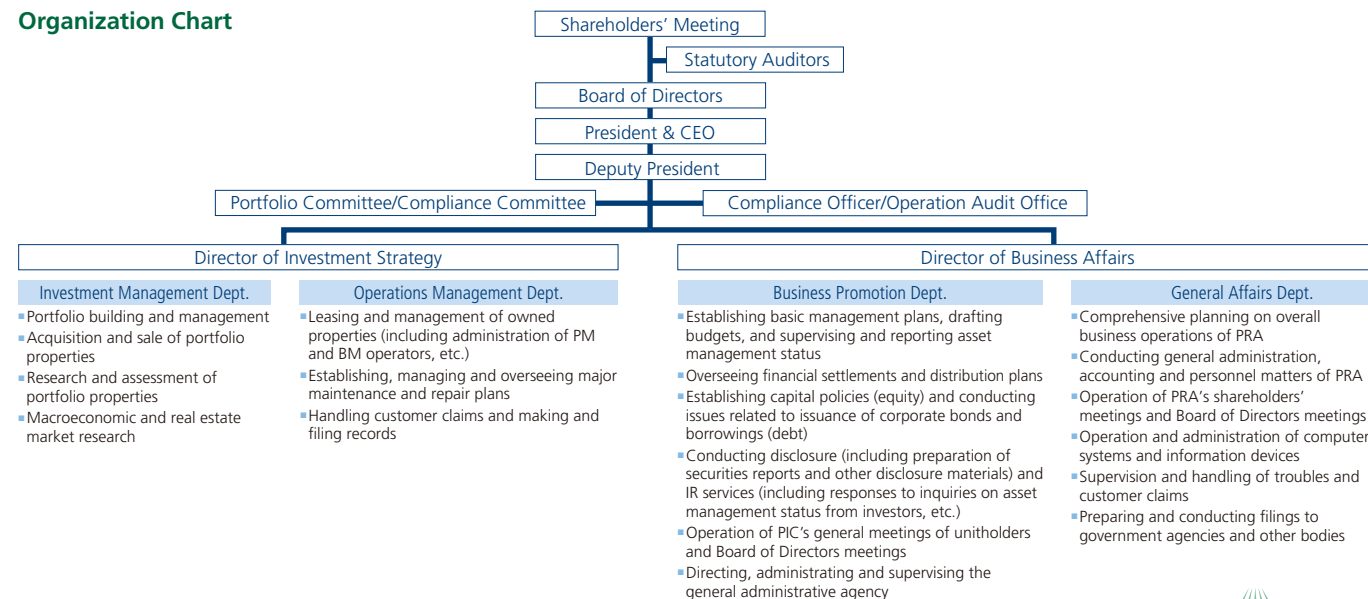 Organization Chart
Shareholders' Meeting
Statutory Auditors
Board of Directors
President & CEO
Deputy President
Portfolio Committee/Compliance Committee
Compliance Officer/Operation Audit Office
Director of Investment Strategy
Director of Business Affairs
Investment Management Dept.
▪Portfolio building and management
▪Acquisition and sale of portfolio
properties
▪Research and assessment of
portfolio properties
▪Macroeconomic and real estate
market research
Operations Management Dept.
▪Leasing and management of owned
properties (including administration of PM
and BM operators, etc.)
▪Establishing, managing and overseeing major
maintenance and repair plans
▪Handling customer claims and making and
filing records
Business Promotion Dept.
▪Establishing basic management plans, drafting
budgets, and supervising and reporting asset
management status
▪Overseeing financial settlements and distribution plans
▪Establishing capital policies (equity) and conducting
issues related to issuance of corporate bonds and
borrowings (debt)
▪Conducting disclosure (including preparation of
securities reports and other disclosure materials) and
IR services (including responses to inquiries on asset
management status from investors, etc.)
▪Operation of PIC's general meetings of unitholders
and Board of Directors meetings
▪Directing, administrating and supervising the
general administrative agency
General Affairs Dept.
▪Comprehensive planning on overall
business operations of PRA
▪Conducting general administration,
accounting and personnel matters of PRA
▪Operation of PRA's shareholders'
meetings and Board of Directors meetings
▪Operation and administration of computer
systems and information devices
▪Supervision and handling of troubles and
customer claims
▪Preparing and conducting filings to
government agencies and other bodies